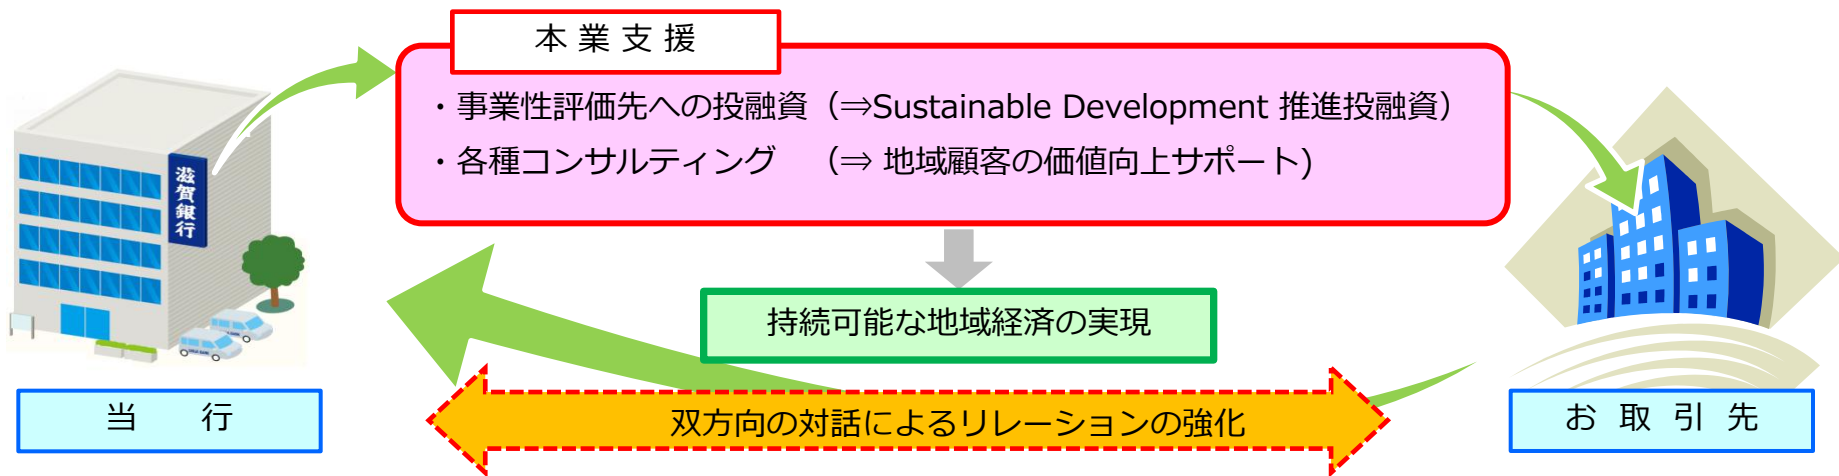 本 業 支 援
・事業性評価先への投融資（⇒Sustainable Development 推進投融資）
・各種コンサルティング　（⇒ 地域顧客の価値向上サポート)
滋賀銀行
持続可能な地域経済の実現
双方向の対話によるリレーションの強化
当　　行
お 取 引 先